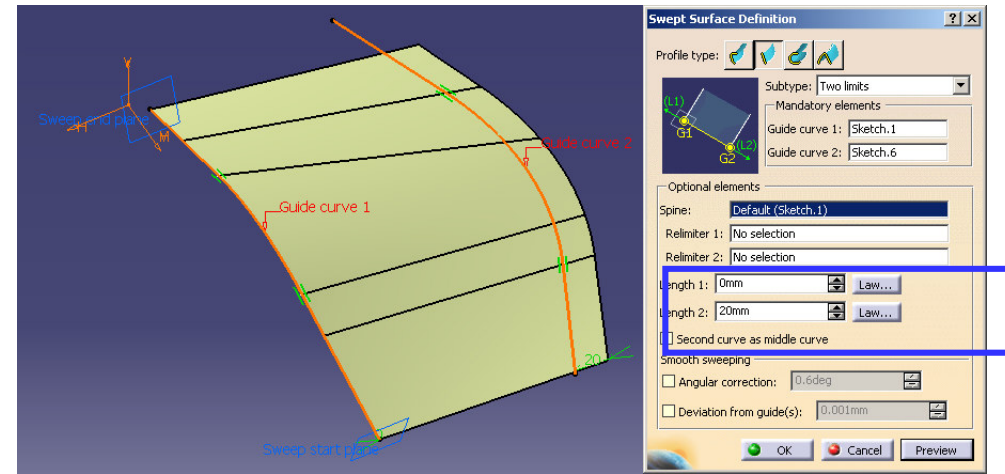 Y
Sweep end plane
H
M
Guide curve 2
Guide curve 1
20
Sweep start plane
Swept Surface Definition
Profile type:
Subtype: Two limits
Mandatory elements
Guide curve 1: Sketch.1
Guide curve 2: Sketch.6
(L1)
G1
G2
(L2)
Optional elements
Spine: Default (Sketch.1)
Relimiter 1: No selection
Relimiter 2: No selection
Length 1: 0mm Law...
Length 2: 20mm Law...
Second curve as middle curve
Smooth sweeping
Angular correction: 0.6deg
Deviation from guide(s): 0.001mm
OK Cancel Preview